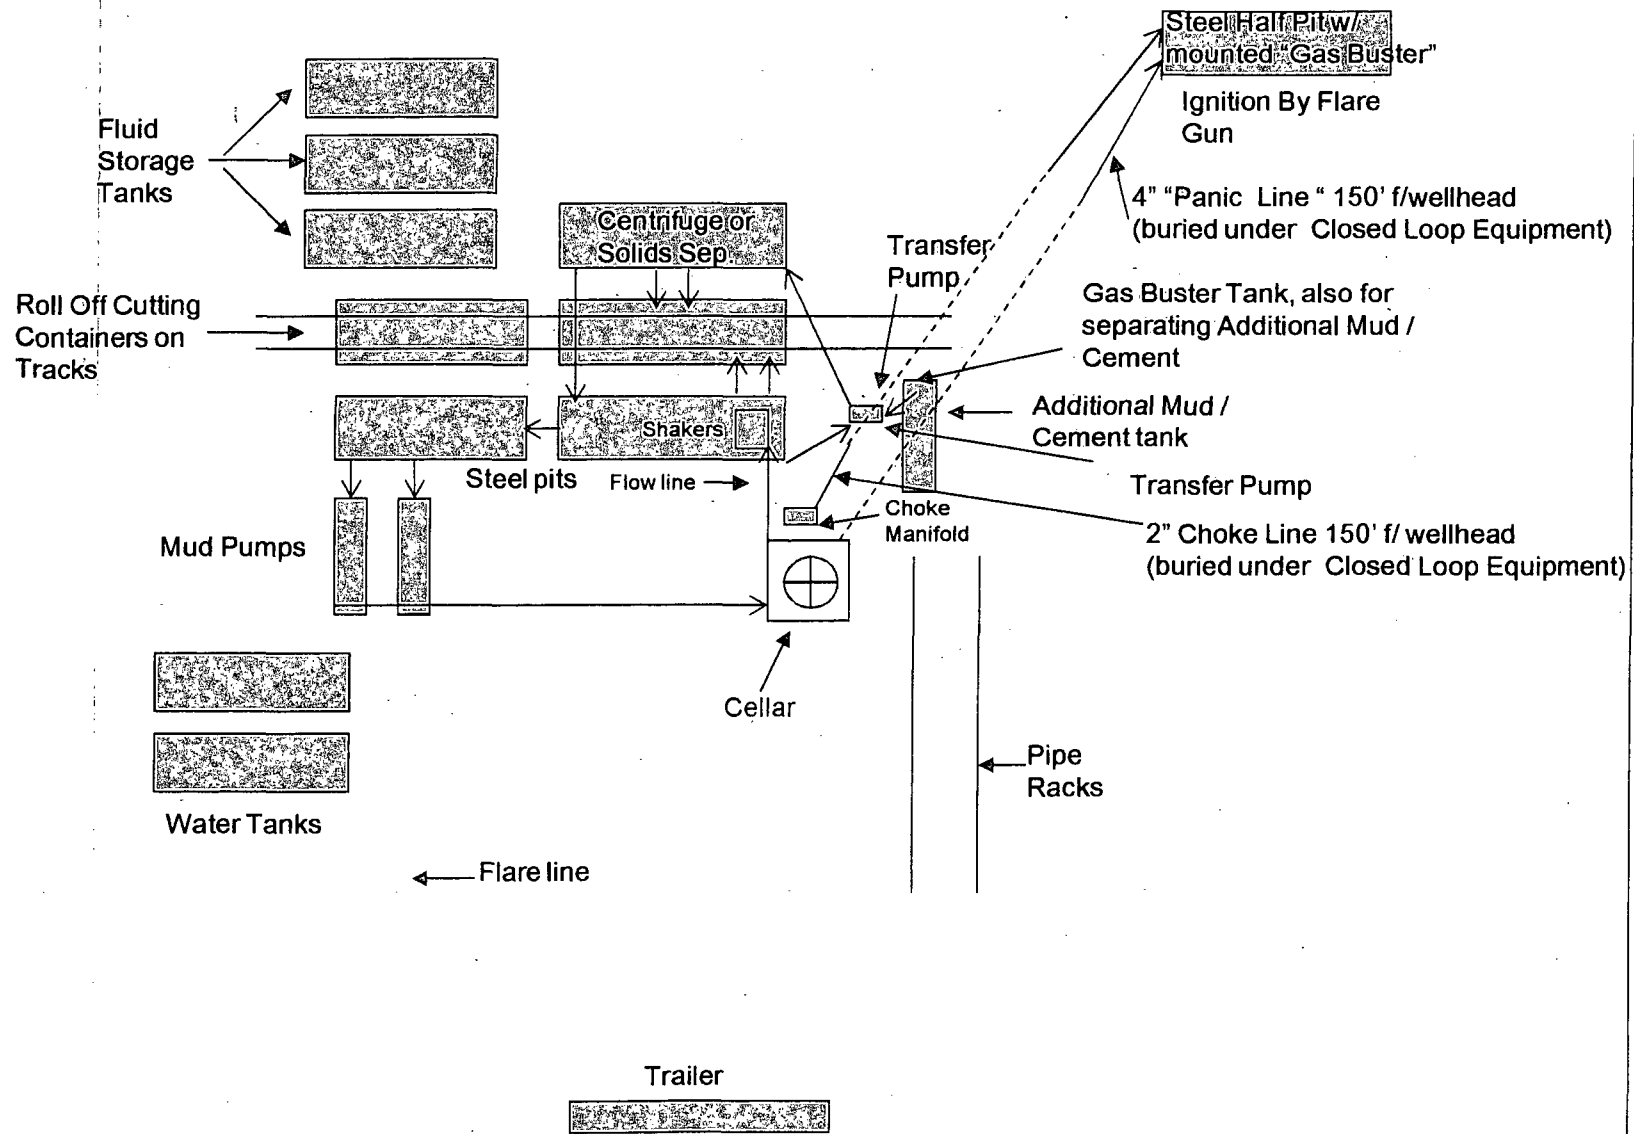 Steel Half Pit w/
mounted "Gas Buster"
Ignition By Flare
Gun
Fluid
Storage
Tanks
4" "Panic Line " 150' f/wellhead
(buried under Closed Loop Equipment)
Centrifuge or
Solids Sep.
Transfer
Pump
Gas Buster Tank, also for
separating Additional Mud /
Cement
Roll Off Cutting
Containers on
Tracks
Additional Mud /
Cement tank
Shakers
Steel pits
Flow line
Transfer Pump
Choke
Manifold
2" Choke Line 150' f/ wellhead
(buried under Closed Loop Equipment)
Mud Pumps
Cellar
Pipe
Racks
Water Tanks
Flare line
Trailer